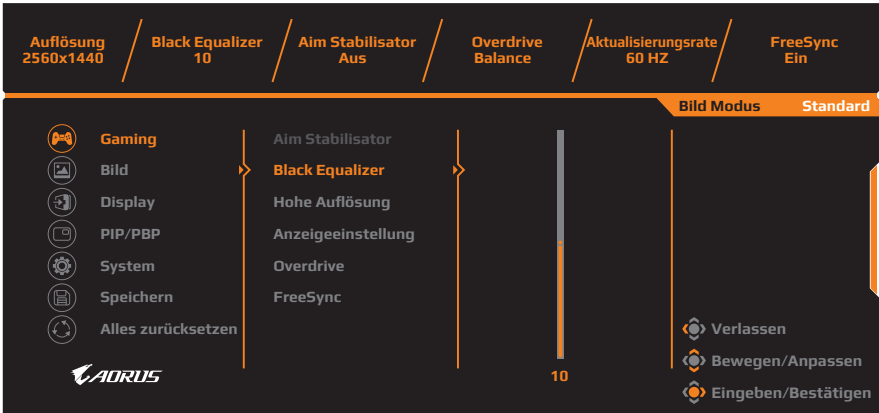 Auflösung
2560x1440
Black Equalizer
10
Aim Stabilisator
Aus
Overdrive
Balance
Aktualisierungsrate
60 HZ
FreeSync
Ein
Bild Modus Standard
Gaming
Bild
Display
PIP/PBP
System
Speichern
Alles zurücksetzen
Aim Stabilisator
Black Equalizer
Hohe Auflösung
Anzeigeeinstellung
Overdrive
FreeSync
10
Verlassen
Bewegen/Anpassen
Eingeben/Bestätigen
AORUS